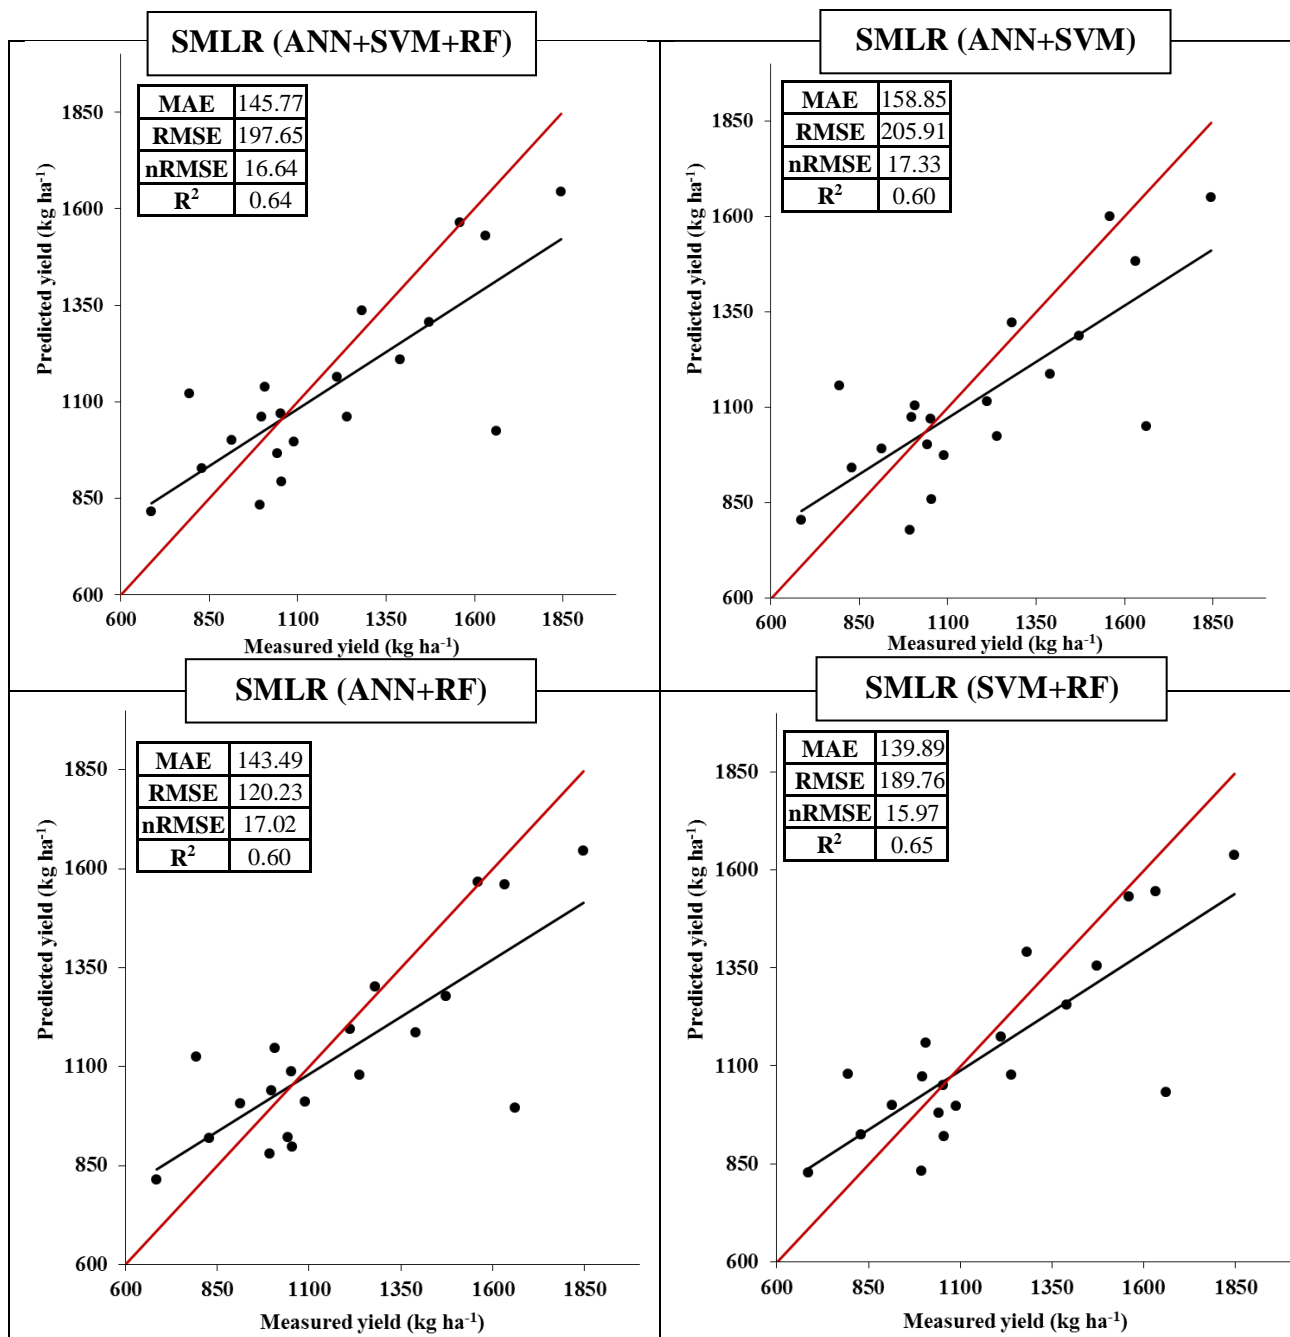 SMLR (ANN+SVM+RF)
MAE 145.77
RMSE 197.65
nRMSE 16.64
R² 0.64
Predicted yield (kg ha⁻¹)
1850
1600
1350
1100
850
600
600 850 1100 1350 1600 1850
Measured yield (kg ha⁻¹)
SMLR (ANN+SVM)
MAE 158.85
RMSE 205.91
nRMSE 17.33
R² 0.60
Predicted yield (kg ha⁻¹)
1850
1600
1350
1100
850
600
600 850 1100 1350 1600 1850
Measured yield (kg ha⁻¹)
SMLR (ANN+RF)
MAE 143.49
RMSE 120.23
nRMSE 17.02
R² 0.60
Predicted yield (kg ha⁻¹)
1850
1600
1350
1100
850
600
600 850 1100 1350 1600 1850
Measured yield (kg ha⁻¹)
SMLR (SVM+RF)
MAE 139.89
RMSE 189.76
nRMSE 15.97
R² 0.65
Predicted yield (kg ha⁻¹)
1850
1600
1350
1100
850
600
600 850 1100 1350 1600 1850
Measured yield (kg ha⁻¹)